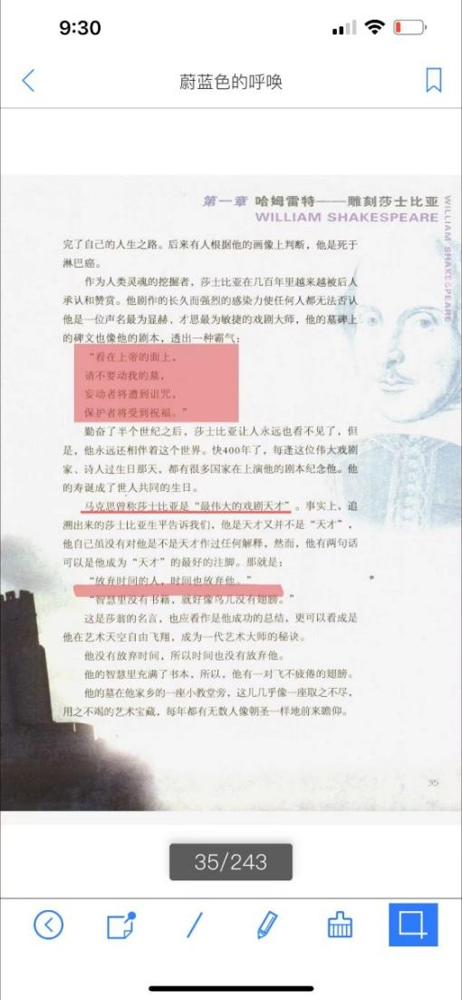 9:30
蔚蓝色的呼唤
第一章 哈姆雷特——雕刻莎士比亚
WILLIAM SHAKESPEARE
WILLIAM SHAKESPEARE
完了自己的人生之路。后来有人根据他的画像上判断，他是死于
淋巴癌。
作为人类灵魂的挖掘者，莎士比亚在几百年里越来越被后人
承认和赞赏。他剧作的长久而强烈的感染力使任何人都无法否认
他是一位声名最为显赫、才思最为敏捷的戏剧大师，他的墓碑上
的碑文也像他的剧本，透出一种霸气：
“看在上帝的面上，
请不要动我的墓，
妄动者将遭到诅咒，
保护者将受到祝福。”
勤奋了半个世纪之后，莎士比亚让人永远也看不见了，但
是，他永远还相伴着这个世界。快400年了，每逢这位伟大戏剧
家、诗人过生日那天，都有很多国家在上演他的剧本纪念他。他
的寿诞成了世人共同的生日。
马克思曾称莎士比亚是“最伟大的戏剧天才”。事实上，追
溯出来的莎士比亚生平告诉我们，他是天才又并不是“天才”，
他自己虽没有对他是不是天才作过任何解释，然而，他有两句话
可以是他成为“天才”的最好的注脚。那就是：
“放弃时间的人，时间也放弃他。”
“智慧里没有书籍，就好像鸟儿没有翅膀。”
这是莎翁的名言，也应看作是他成功的总结，更可以看成是
他在艺术天空自由飞翔，成为一代艺术大师的秘诀。
他没有放弃时间，所以时间也没有放弃他。
他的智慧里充满了书本，所以，他有一对飞不疲倦的翅膀。
他的墓在他家乡的一座小教堂旁，这儿几乎像一座取之不尽，
用之不竭的艺术宝藏，每年都有无数人像朝圣一样地前来瞻仰。
35
35/243